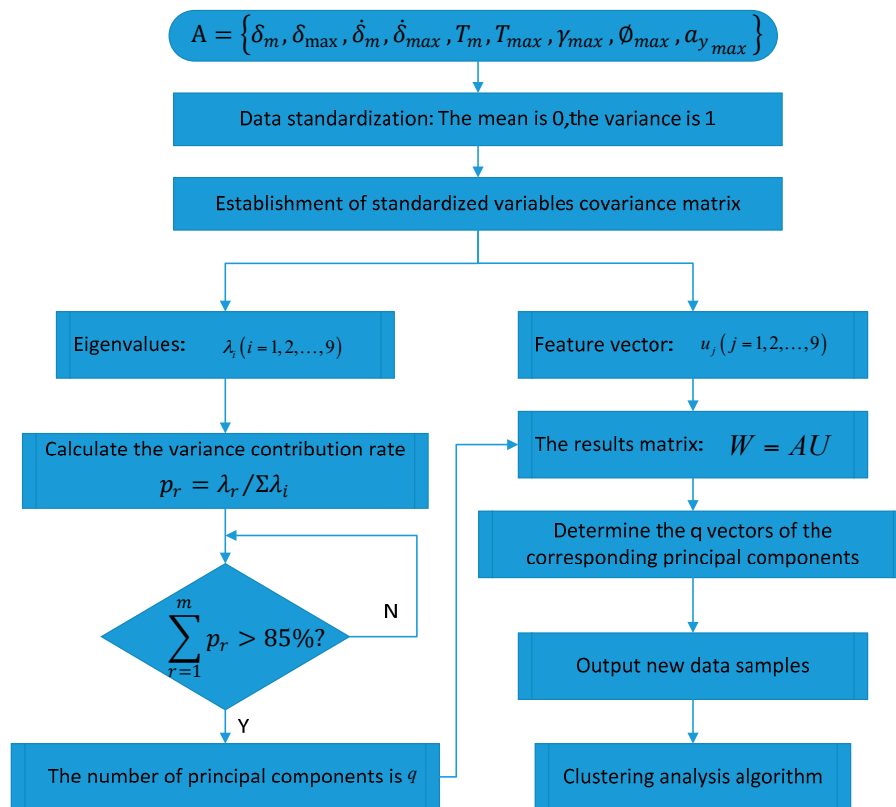 A = {δ_m, δ_max, δ̇_m, δ̇_max, T_m, T_max, γ_max, ∅_max, a_{y_max}}
Data standardization: The mean is 0,the variance is 1
Establishment of standardized variables covariance matrix
Eigenvalues: λ_i (i = 1,2,...,9)
Feature vector: u_j (j = 1,2,...,9)
Calculate the variance contribution rate
p_r = λ_r/Σλ_i
The results matrix: W = AU
Determine the q vectors of the
corresponding principal components
N
∑_{r=1}^{m} p_r > 85%?
Output new data samples
Y
The number of principal components is q
Clustering analysis algorithm